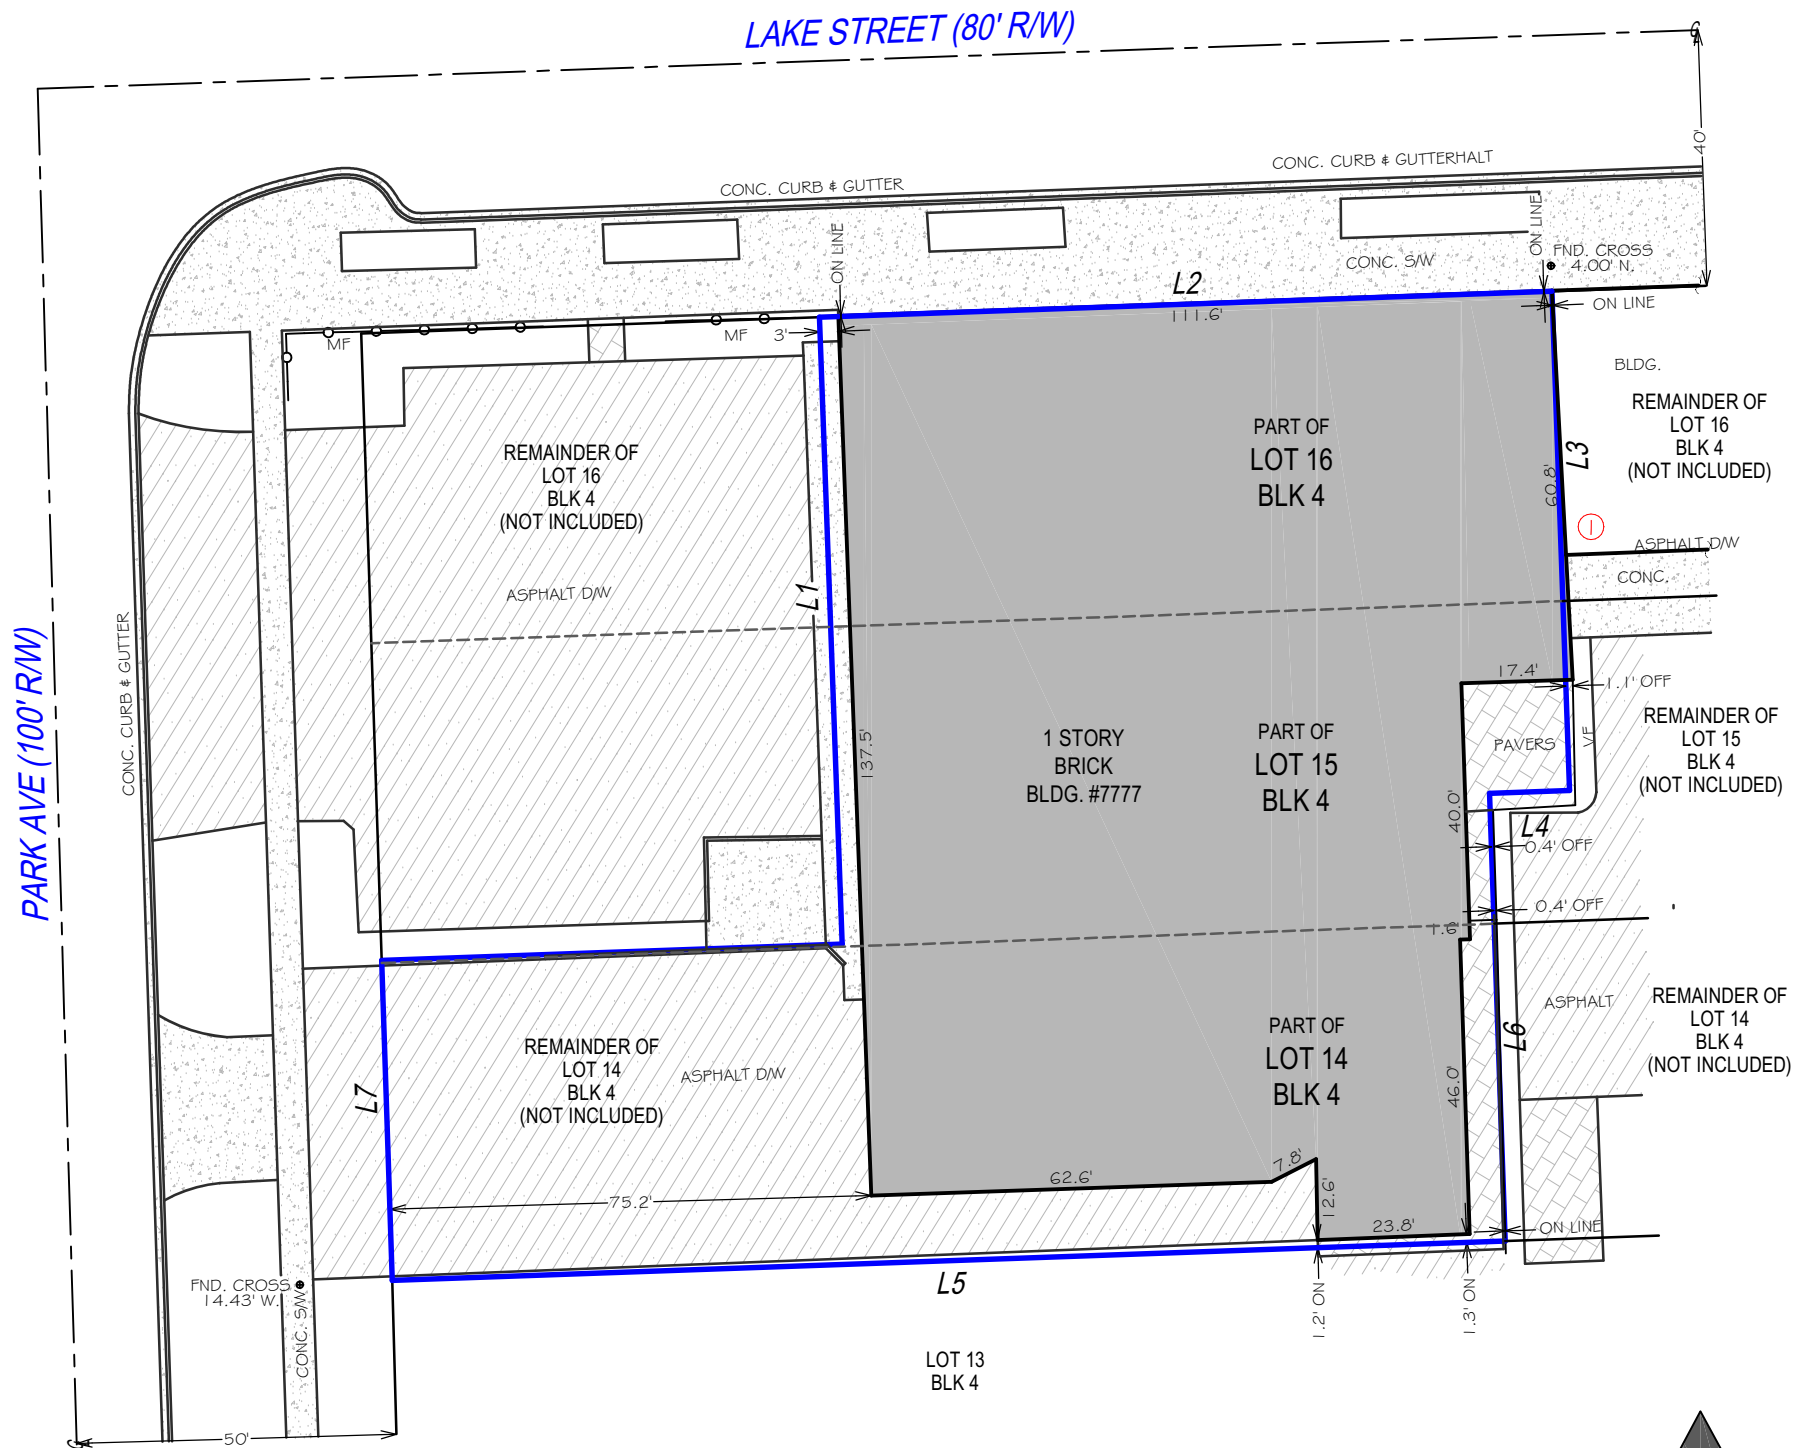 LAKE STREET (80' R/W)
40'
CONC. CURB & GUTTERHALT
CONC. CURB & GUTTER
ON LINE
ON LINE
FND. CROSS
4.00' N.
CONC. S/W
L2
111.6'
ON LINE
MF
MF
3'
BLDG.
REMAINDER OF
LOT 16
BLK 4
(NOT INCLUDED)
PART OF
LOT 16
BLK 4
L3
60.8'
REMAINDER OF
LOT 16
BLK 4
(NOT INCLUDED)
1
ASPHALT D/W
CONC.
ASPHALT D/W
L1
CONC. CURB & GUTTER
PARK AVE (100' R/W)
17.4'
1.1' OFF
REMAINDER OF
LOT 15
BLK 4
(NOT INCLUDED)
137.5'
1 STORY
BRICK
BLDG. #7777
PART OF
LOT 15
BLK 4
PAVERS
VF
40.0'
L4
0.4' OFF
0.4' OFF
1.6'
ASPHALT
REMAINDER OF
LOT 14
BLK 4
(NOT INCLUDED)
L6
PART OF
LOT 14
BLK 4
46.0'
REMAINDER OF
LOT 14
BLK 4
(NOT INCLUDED)
ASPHALT D/W
L7
75.2'
62.6'
7.8'
12.6'
23.8'
ON LINE
L5
FND. CROSS
14.43' W.
CONC. S/W
1.2' ON
1.3' ON
LOT 13
BLK 4
50'